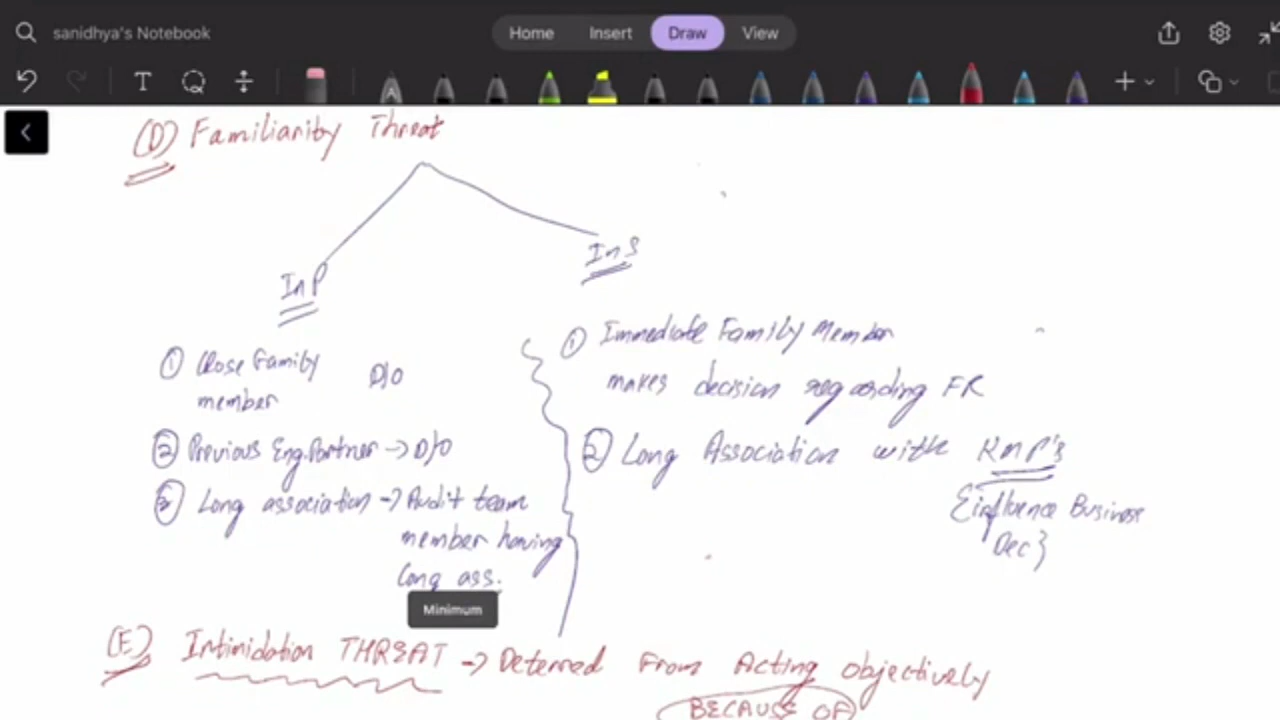 sanidhya's Notebook
Home Insert Draw View
(D) Familiarity Threat
InP
InS
① Close Family
member
D/O
② Previous Eng. Partner → D/O
③ Long association → Audit team
member having
Long ass.
① Immediate Family Member
makes decision regarding FR
② Long Association with KMP's
{influence Business
Dec}
Minimum
(E) Intimidation THREAT → Deterred From Acting Objectively
BECAUSE OF